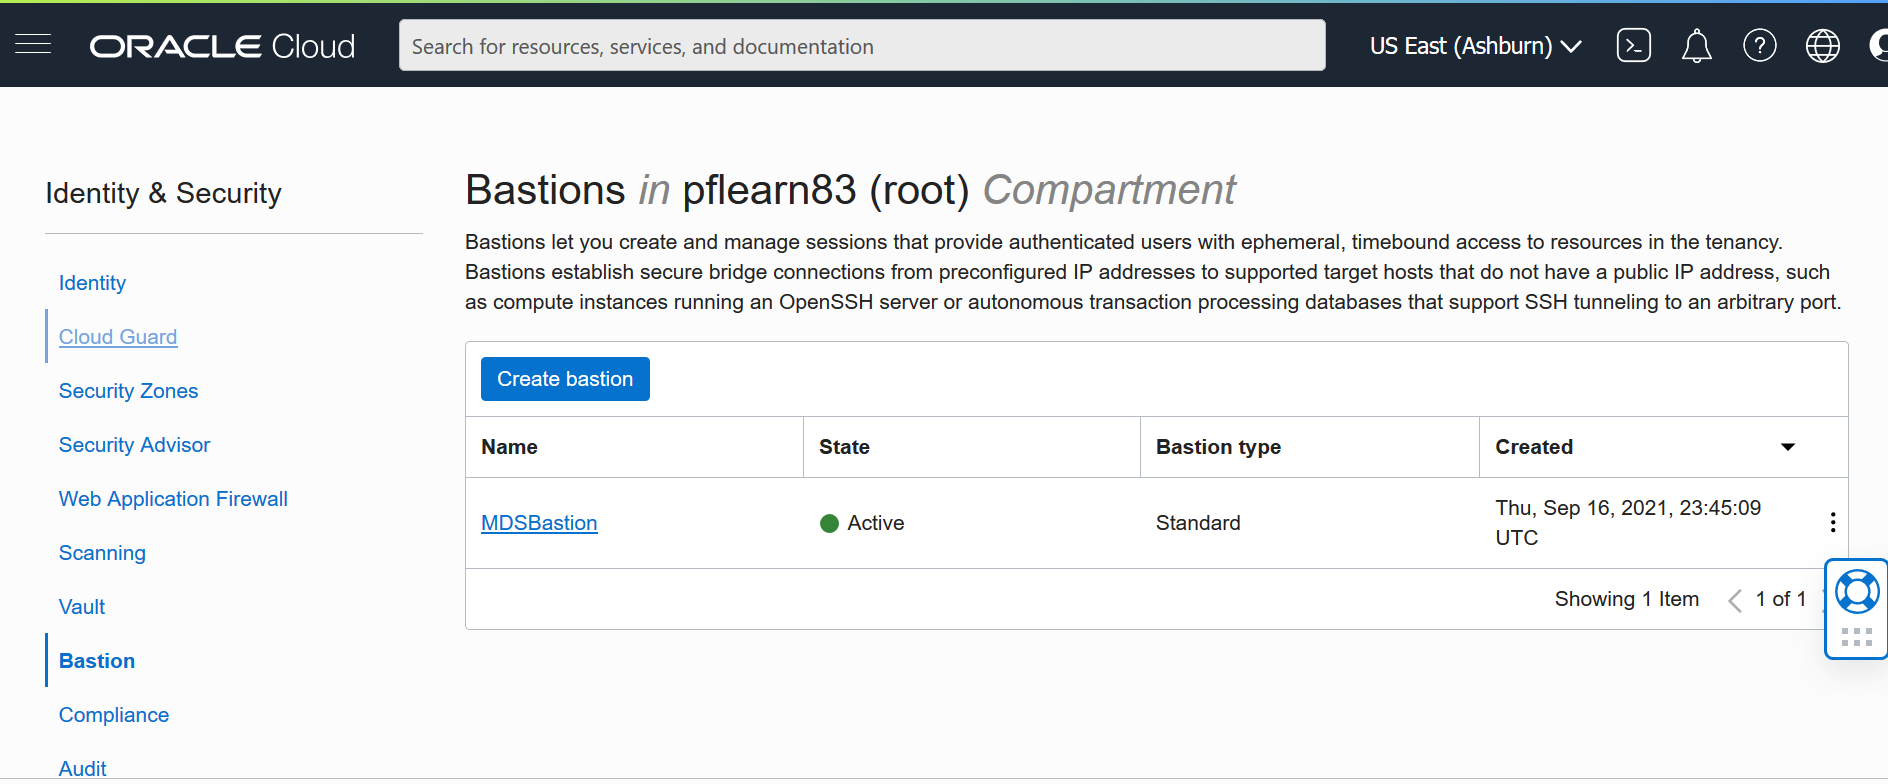 ORACLE Cloud
Search for resources, services, and documentation
US East (Ashburn)
Identity & Security
Identity
Cloud Guard
Security Zones
Security Advisor
Web Application Firewall
Scanning
Vault
Bastion
Compliance
Audit
Bastions in pflearn83 (root) Compartment
Bastions let you create and manage sessions that provide authenticated users with ephemeral, timebound access to resources in the tenancy.
Bastions establish secure bridge connections from preconfigured IP addresses to supported target hosts that do not have a public IP address, such
as compute instances running an OpenSSH server or autonomous transaction processing databases that support SSH tunneling to an arbitrary port.
Create bastion
Name State Bastion type Created
MDSBastion Active Standard Thu, Sep 16, 2021, 23:45:09
UTC
Showing 1 Item 1 of 1